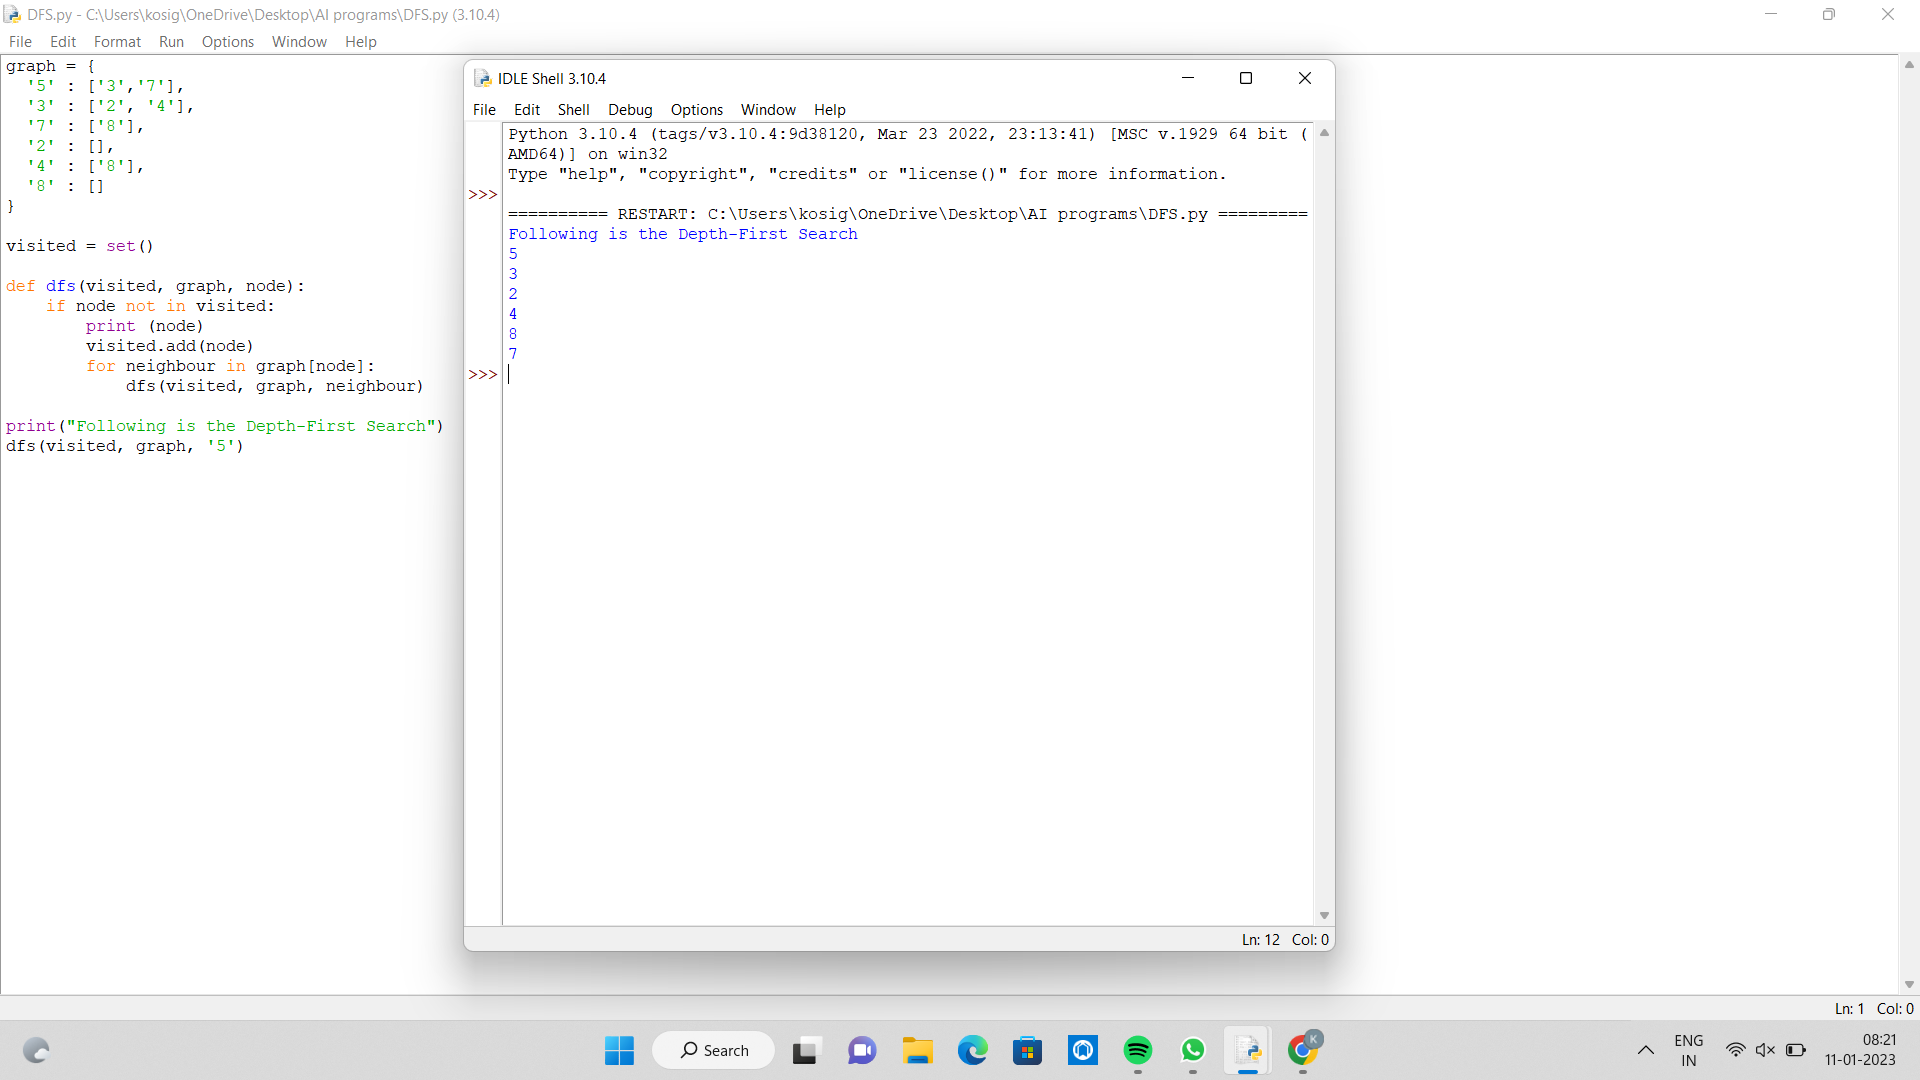 DFS.py - C:\Users\kosig\OneDrive\Desktop\AI programs\DFS.py (3.10.4)
File Edit Format Run Options Window Help
graph = {
  '5' : ['3','7'],
  '3' : ['2', '4'],
  '7' : ['8'],
  '2' : [],
  '4' : ['8'],
  '8' : []
}
visited = set()
def dfs(visited, graph, node):
    if node not in visited:
        print (node)
        visited.add(node)
        for neighbour in graph[node]:
            dfs(visited, graph, neighbour)
print("Following is the Depth-First Search")
dfs(visited, graph, '5')
IDLE Shell 3.10.4
File Edit Shell Debug Options Window Help
Python 3.10.4 (tags/v3.10.4:9d38120, Mar 23 2022, 23:13:41) [MSC v.1929 64 bit (
AMD64)] on win32
Type "help", "copyright", "credits" or "license()" for more information.
>>>
========== RESTART: C:\Users\kosig\OneDrive\Desktop\AI programs\DFS.py =========
Following is the Depth-First Search
5
3
2
4
8
7
>>>
Ln: 12 Col: 0
Ln: 1 Col: 0
Search
K
ENG
IN
08:21
11-01-2023